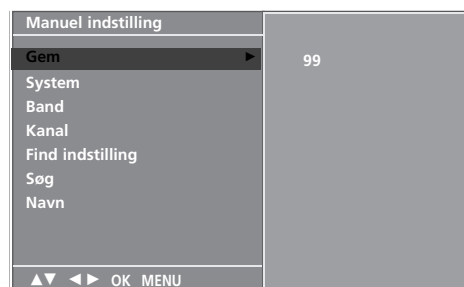 Manuel indstilling
Gem ► 99
System
Band
Kanal
Find indstilling
Søg
Navn
▲▼ ◄► OK MENU